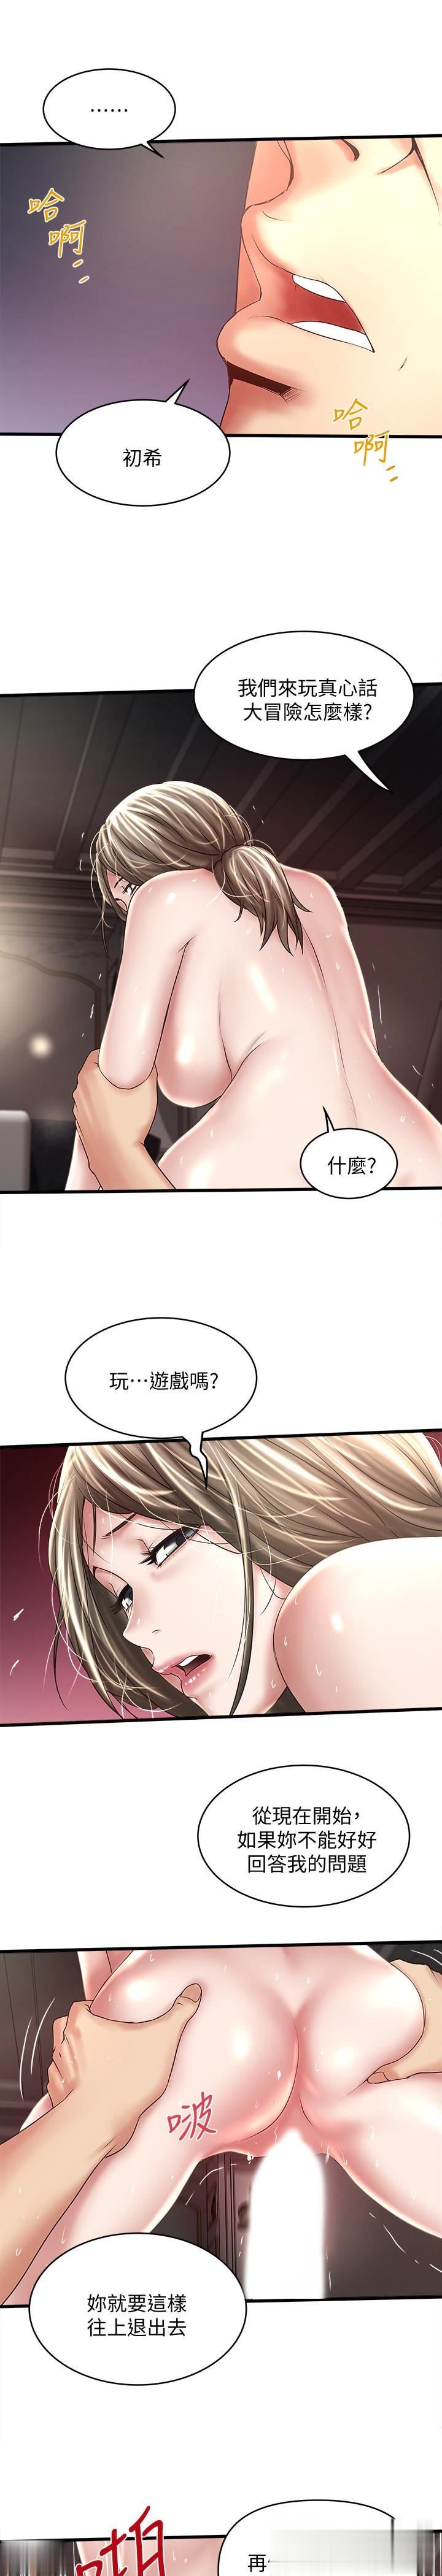 ……
哈
啊
初希
哈
啊
我們來玩真心話
大冒險怎麼樣?
什麼?
玩…遊戲嗎?
從現在開始，
如果妳不能好好
回答我的問題
啵
妳就要這樣
往上退出去
啪
再